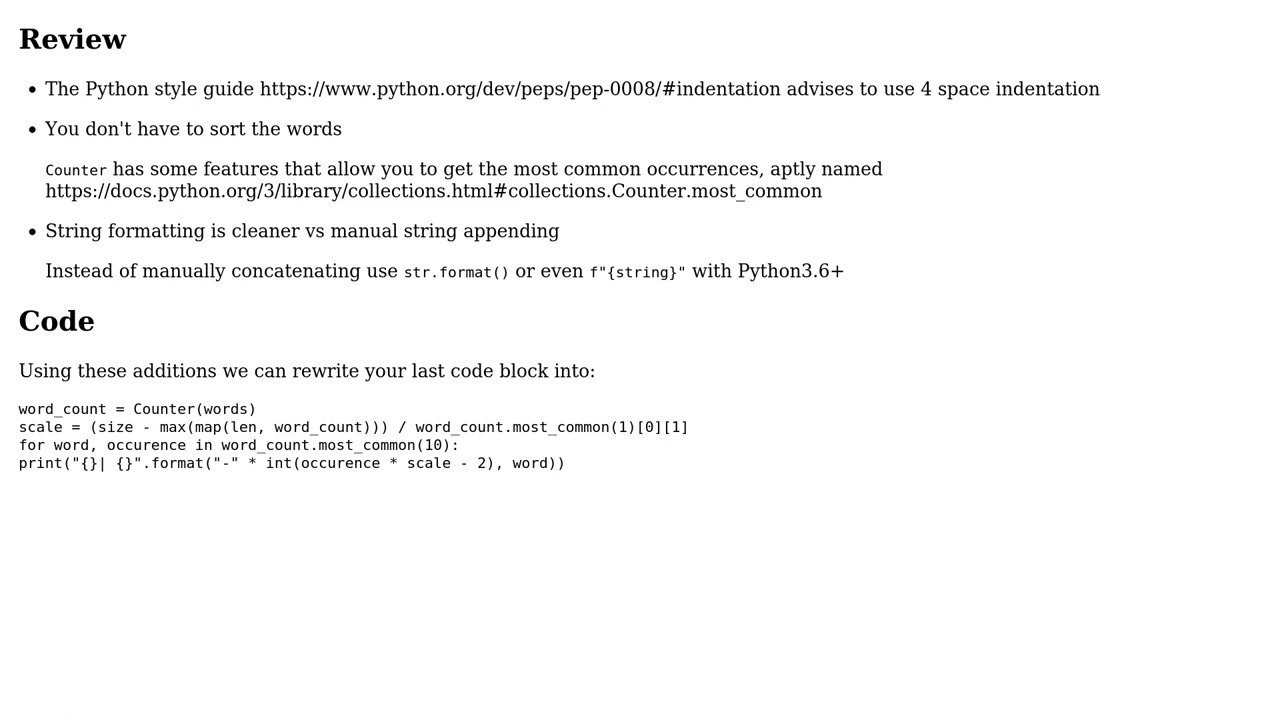 Review
• The Python style guide https://www.python.org/dev/peps/pep-0008/#indentation advises to use 4 space indentation
• You don't have to sort the words
Counter has some features that allow you to get the most common occurrences, aptly named
https://docs.python.org/3/library/collections.html#collections.Counter.most_common
• String formatting is cleaner vs manual string appending
Instead of manually concatenating use str.format() or even f"{string}" with Python3.6+
Code
Using these additions we can rewrite your last code block into:
word_count = Counter(words)
scale = (size - max(map(len, word_count))) / word_count.most_common(1)[0][1]
for word, occurence in word_count.most_common(10):
print("{}| {}".format("-" * int(occurence * scale - 2), word))